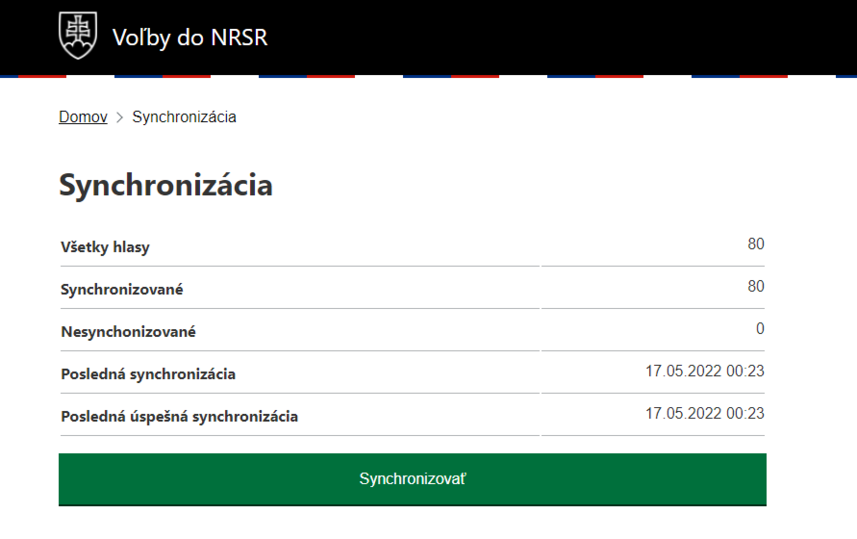 Voľby do NRSR
Domov > Synchronizácia
Synchronizácia
Všetky hlasy 80
Synchronizované 80
Nesynchonizované 0
Posledná synchronizácia 17.05.2022 00:23
Posledná úspešná synchronizácia 17.05.2022 00:23
Synchronizovať